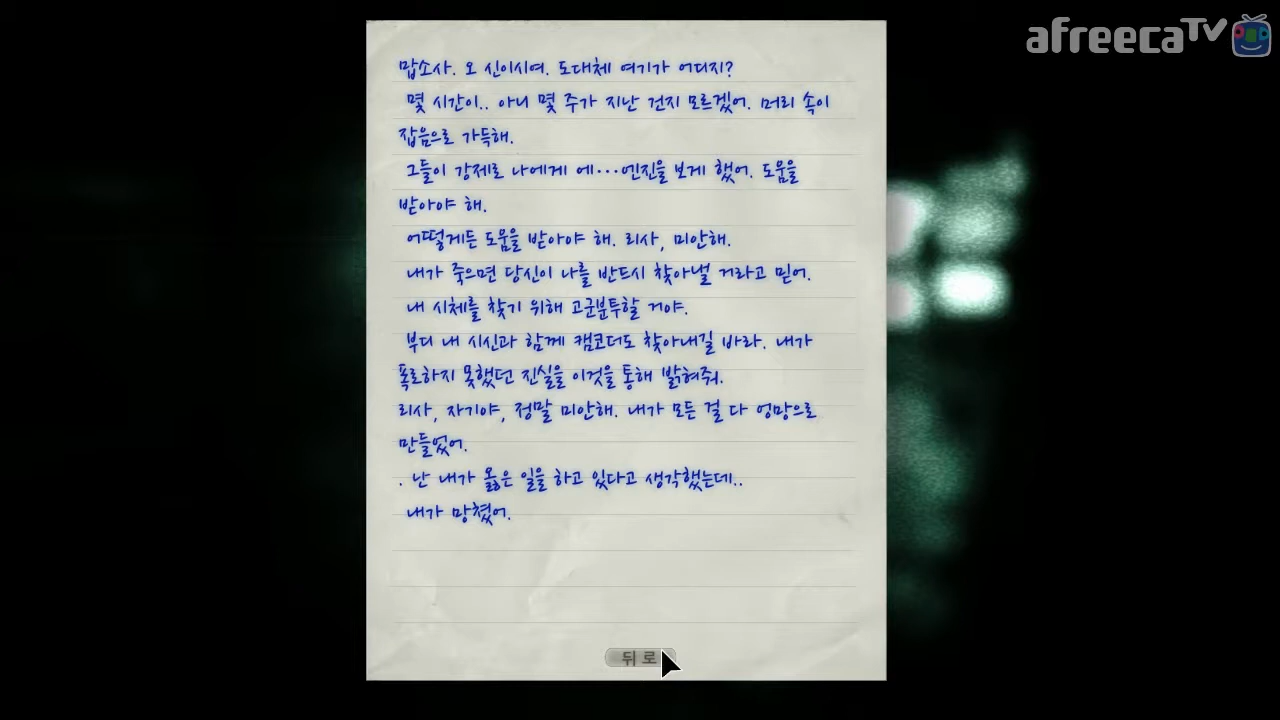 afreecaTV
맙소사. 오 신이시여. 도대체 여기가 어디지?
몇 시간이.. 아니 몇 주가 지난 건지 모르겠어. 머리 속이
잡음으로 가득해.
그들이 강제로 나에게 에···엔진을 보게 했어. 도움을
받아야 해.
어떻게든 도움을 받아야 해. 리사, 미안해.
내가 죽으면 당신이 나를 반드시 찾아낼 거라고 믿어.
내 시체를 찾기 위해 고군분투할 거야.
부디 내 시신과 함께 캠코더도 찾아내길 바라. 내가
폭로하지 못했던 진실을 이것을 통해 밝혀줘.
리사, 자기야, 정말 미안해. 내가 모든 걸 다 엉망으로
만들었어.
. 난 내가 옳은 일을 하고 있다고 생각했는데..
내가 망쳤어.
뒤로